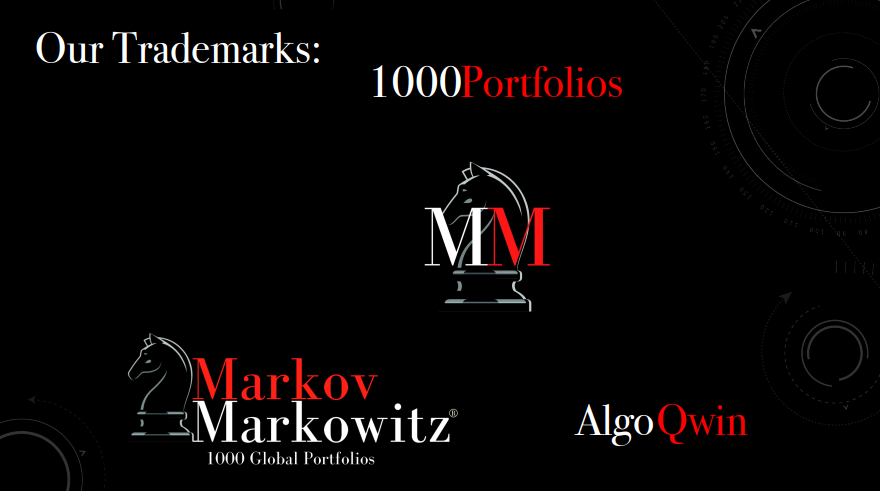 Our Trademarks:
1000Portfolios
MM
Markov
Markowitz®
1000 Global Portfolios
AlgoQwin